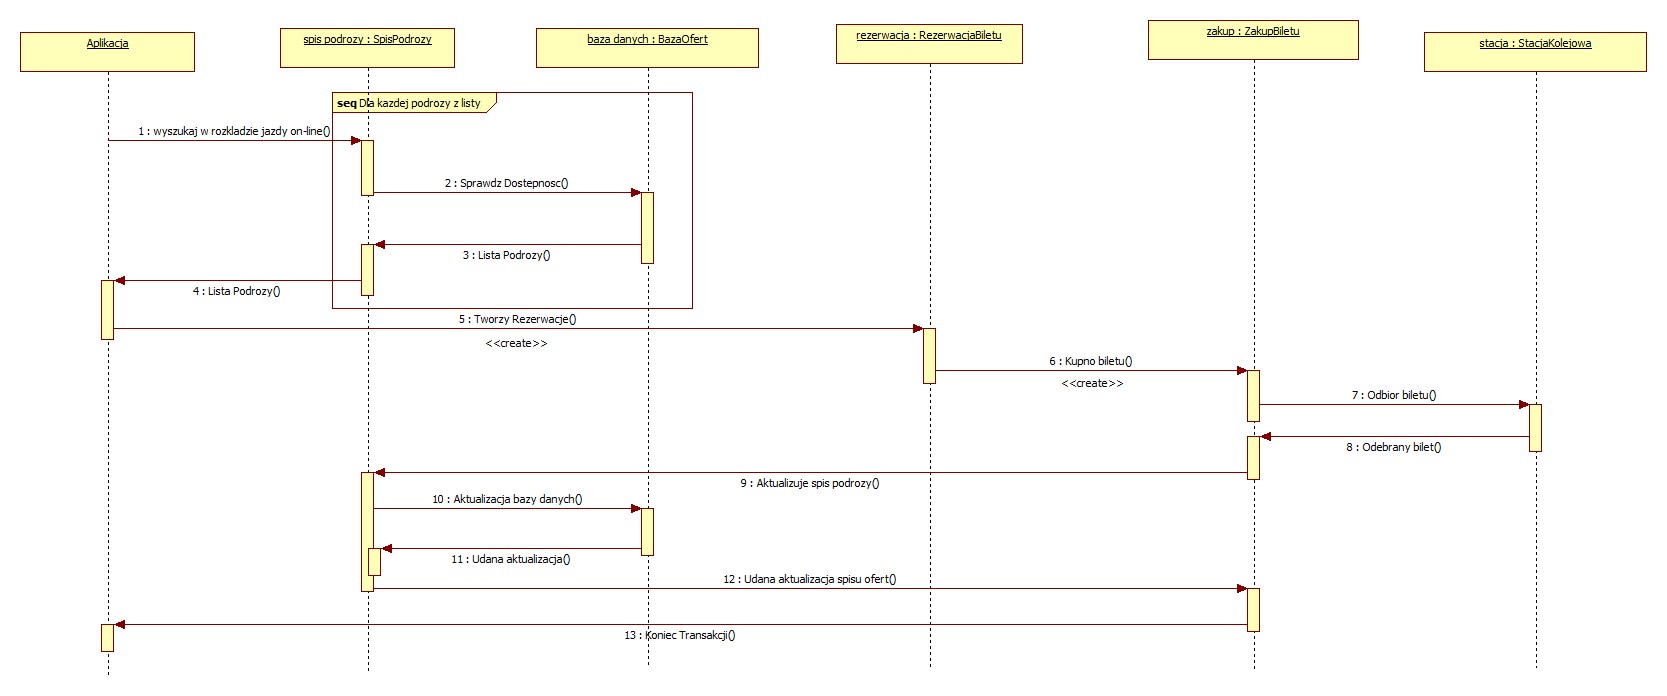 Aplikacja
spis podrozy : SpisPodrozy
baza danych : BazaOfert
rezerwacja : RezerwacjaBiletu
zakup : ZakupBiletu
stacja : StacjaKolejowa
seq Dla kazdej podrozy z listy
1 : wyszukaj w rozkladzie jazdy on-line()
2 : Sprawdz Dostepnosc()
3 : Lista Podrozy()
4 : Lista Podrozy()
5 : Tworzy Rezerwacje()
<<create>>
6 : Kupno biletu()
<<create>>
7 : Odbior biletu()
8 : Odebrany bilet()
9 : Aktualizuje spis podrozy()
10 : Aktualizacja bazy danych()
11 : Udana aktualizacja()
12 : Udana aktualizacja spisu ofert()
13 : Koniec Transakcji()